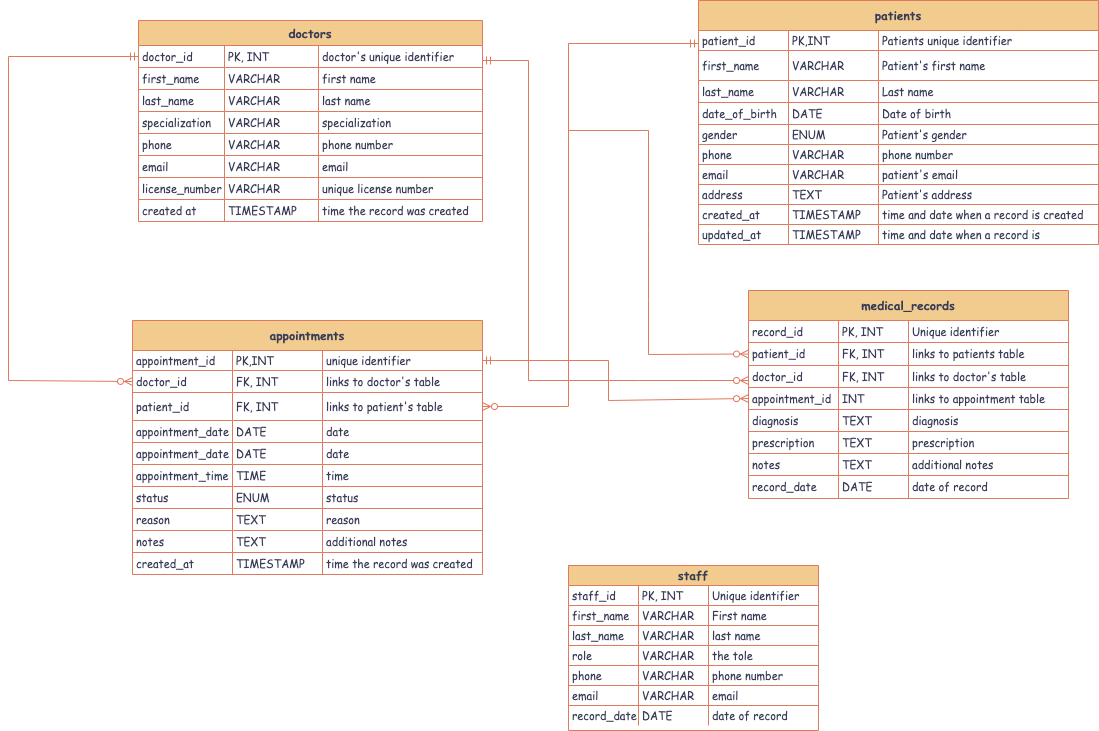 doctors
doctor_id PK, INT doctor's unique identifier
first_name VARCHAR first name
last_name VARCHAR last name
specialization VARCHAR specialization
phone VARCHAR phone number
email VARCHAR email
license_number VARCHAR unique license number
created at TIMESTAMP time the record was created
patients
patient_id PK,INT Patients unique identifier
first_name VARCHAR Patient's first name
last_name VARCHAR Last name
date_of_birth DATE Date of birth
gender ENUM Patient's gender
phone VARCHAR phone number
email VARCHAR patient's email
address TEXT Patient's address
created_at TIMESTAMP time and date when a record is created
updated_at TIMESTAMP time and date when a record is
appointments
appointment_id PK,INT unique identifier
doctor_id FK, INT links to doctor's table
patient_id FK, INT links to patient's table
appointment_date DATE date
appointment_date DATE date
appointment_time TIME time
status ENUM status
reason TEXT reason
notes TEXT additional notes
created_at TIMESTAMP time the record was created
medical_records
record_id PK, INT Unique identifier
patient_id FK, INT links to patients table
doctor_id FK, INT links to doctor's table
appointment_id INT links to appointment table
diagnosis TEXT diagnosis
prescription TEXT prescription
notes TEXT additional notes
record_date DATE date of record
staff
staff_id PK, INT Unique identifier
first_name VARCHAR First name
last_name VARCHAR last name
role VARCHAR the tole
phone VARCHAR phone number
email VARCHAR email
record_date DATE date of record